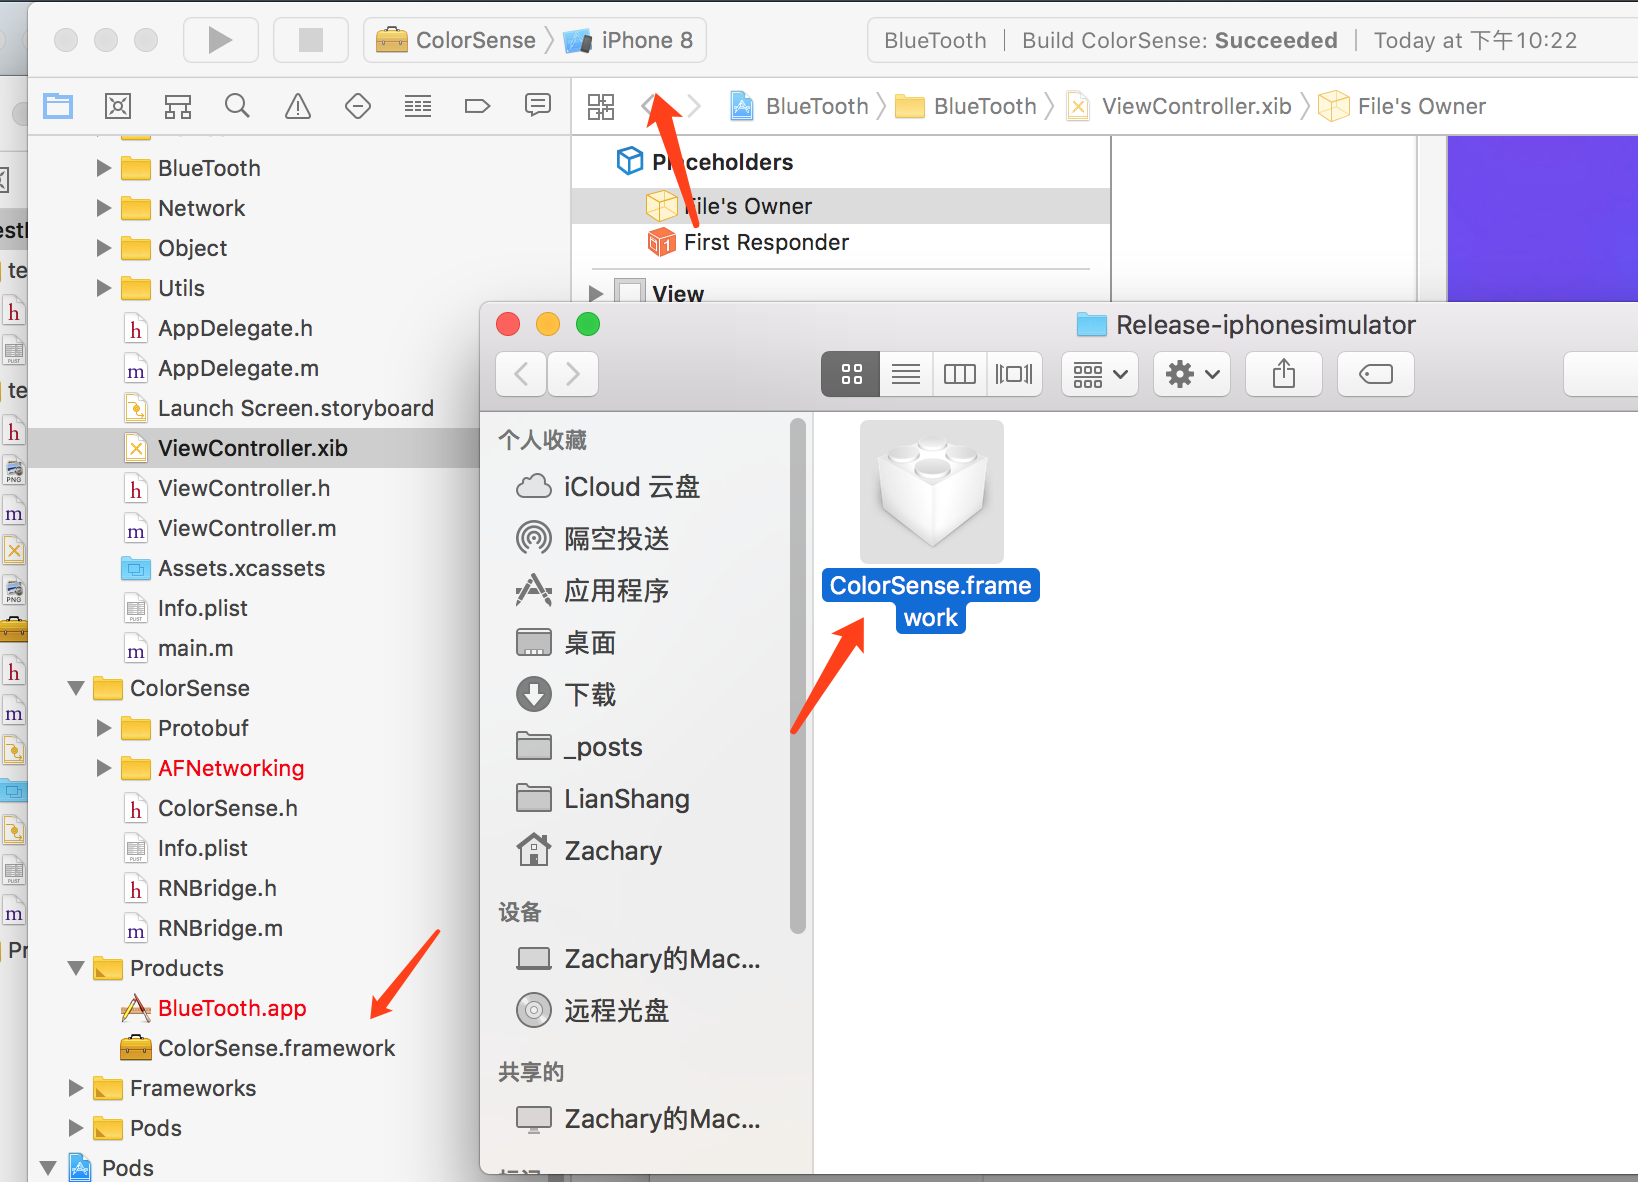 ColorSense
iPhone 8
BlueTooth
Build ColorSense: Succeeded
Today at 下午10:22
BlueTooth
BlueTooth
ViewController.xib
File's Owner
BlueTooth
Network
Object
Utils
AppDelegate.h
AppDelegate.m
Launch Screen.storyboard
ViewController.xib
ViewController.h
ViewController.m
Assets.xcassets
Info.plist
main.m
ColorSense
Protobuf
AFNetworking
ColorSense.h
Info.plist
RNBridge.h
RNBridge.m
Products
BlueTooth.app
ColorSense.framework
Frameworks
Pods
Pods
Placeholders
File's Owner
First Responder
View
Release-iphonesimulator
个人收藏
iCloud 云盘
隔空投送
应用程序
桌面
下载
_posts
LianShang
Zachary
设备
Zachary的Mac...
远程光盘
共享的
Zachary的Mac...
ColorSense.frame
work